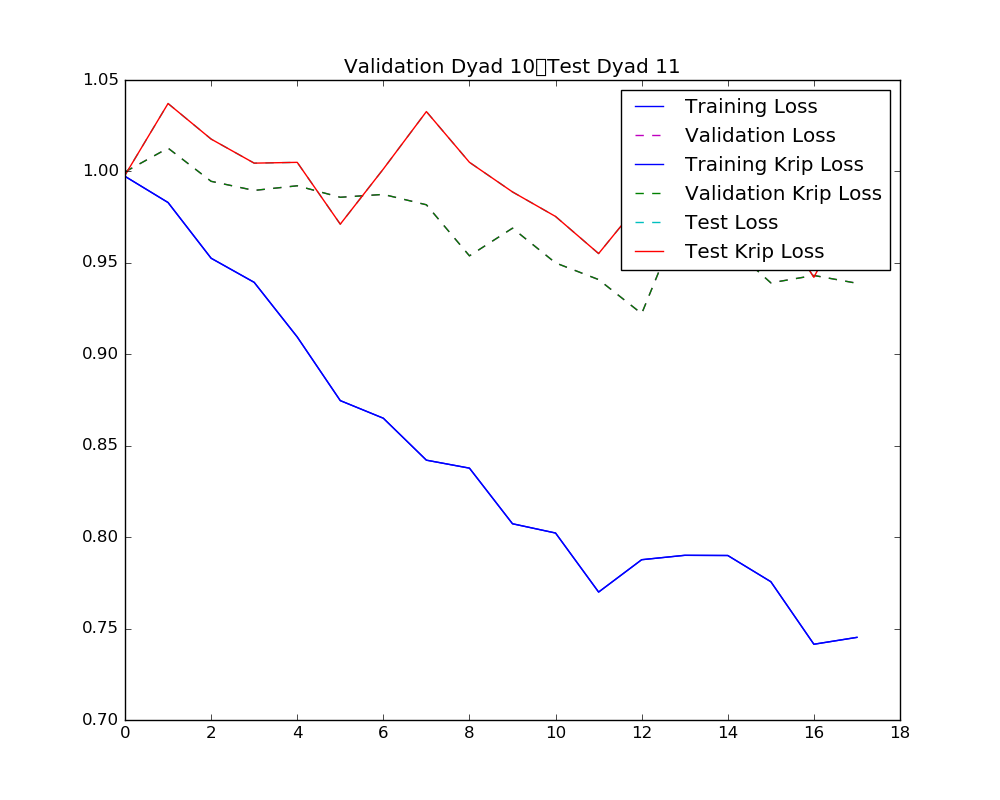 Validation Dyad 10▯Test Dyad 11
1.05
1.00
0.95
0.90
0.85
0.80
0.75
0.70
0
2
4
6
8
10
12
14
16
18
Training Loss
Validation Loss
Training Krip Loss
Validation Krip Loss
Test Loss
Test Krip Loss